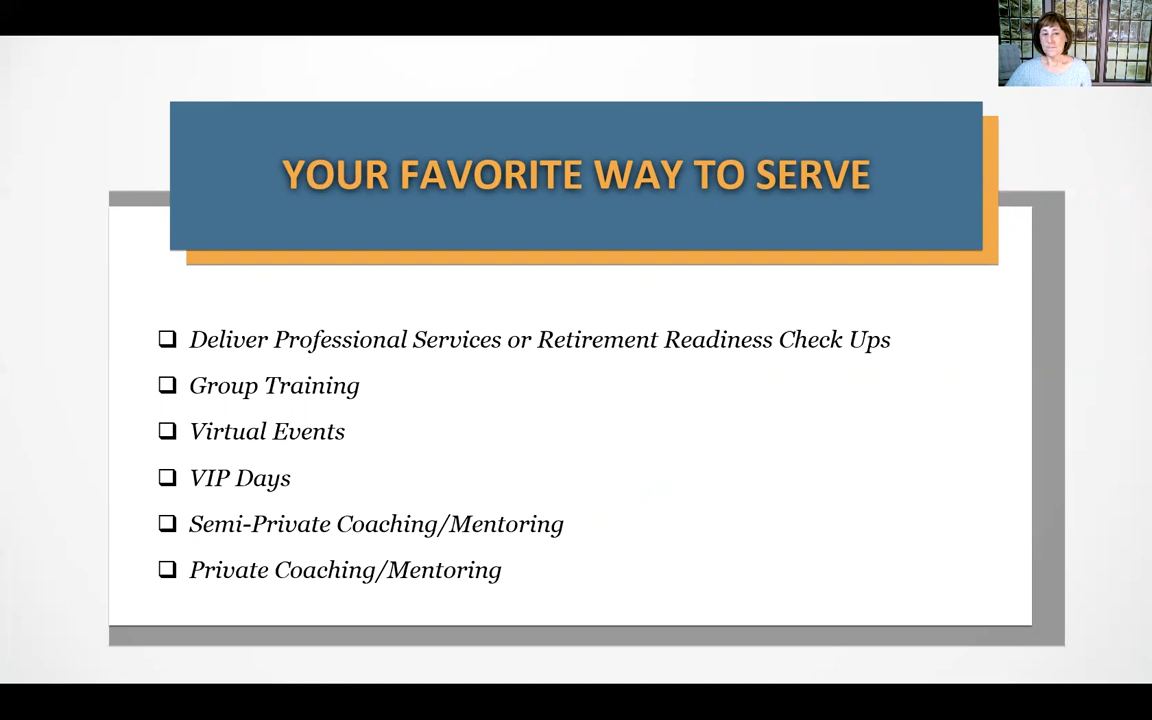 YOUR FAVORITE WAY TO SERVE
❑ Deliver Professional Services or Retirement Readiness Check Ups
❑ Group Training
❑ Virtual Events
❑ VIP Days
❑ Semi-Private Coaching/Mentoring
❑ Private Coaching/Mentoring